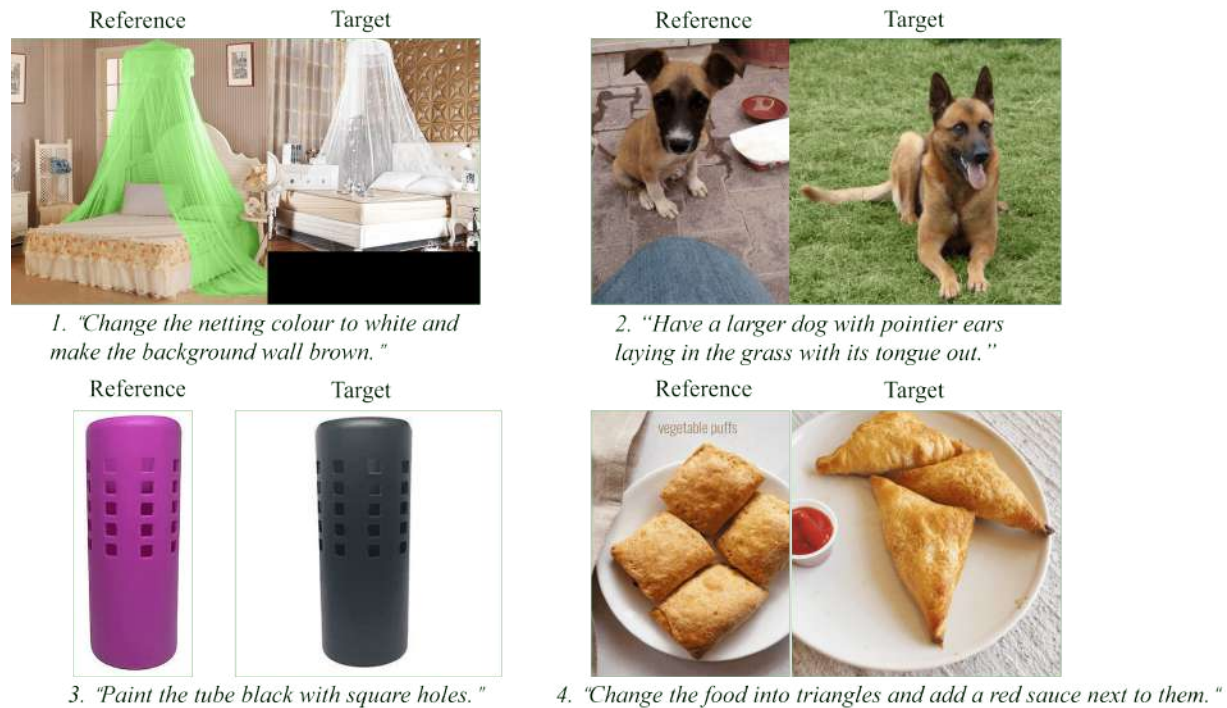 Reference Target
Reference Target
1. "Change the netting colour to white and
make the background wall brown."
2. “Have a larger dog with pointier ears
laying in the grass with its tongue out.”
Reference Target
Reference Target
vegetable puffs
3. "Paint the tube black with square holes."
4. "Change the food into triangles and add a red sauce next to them."